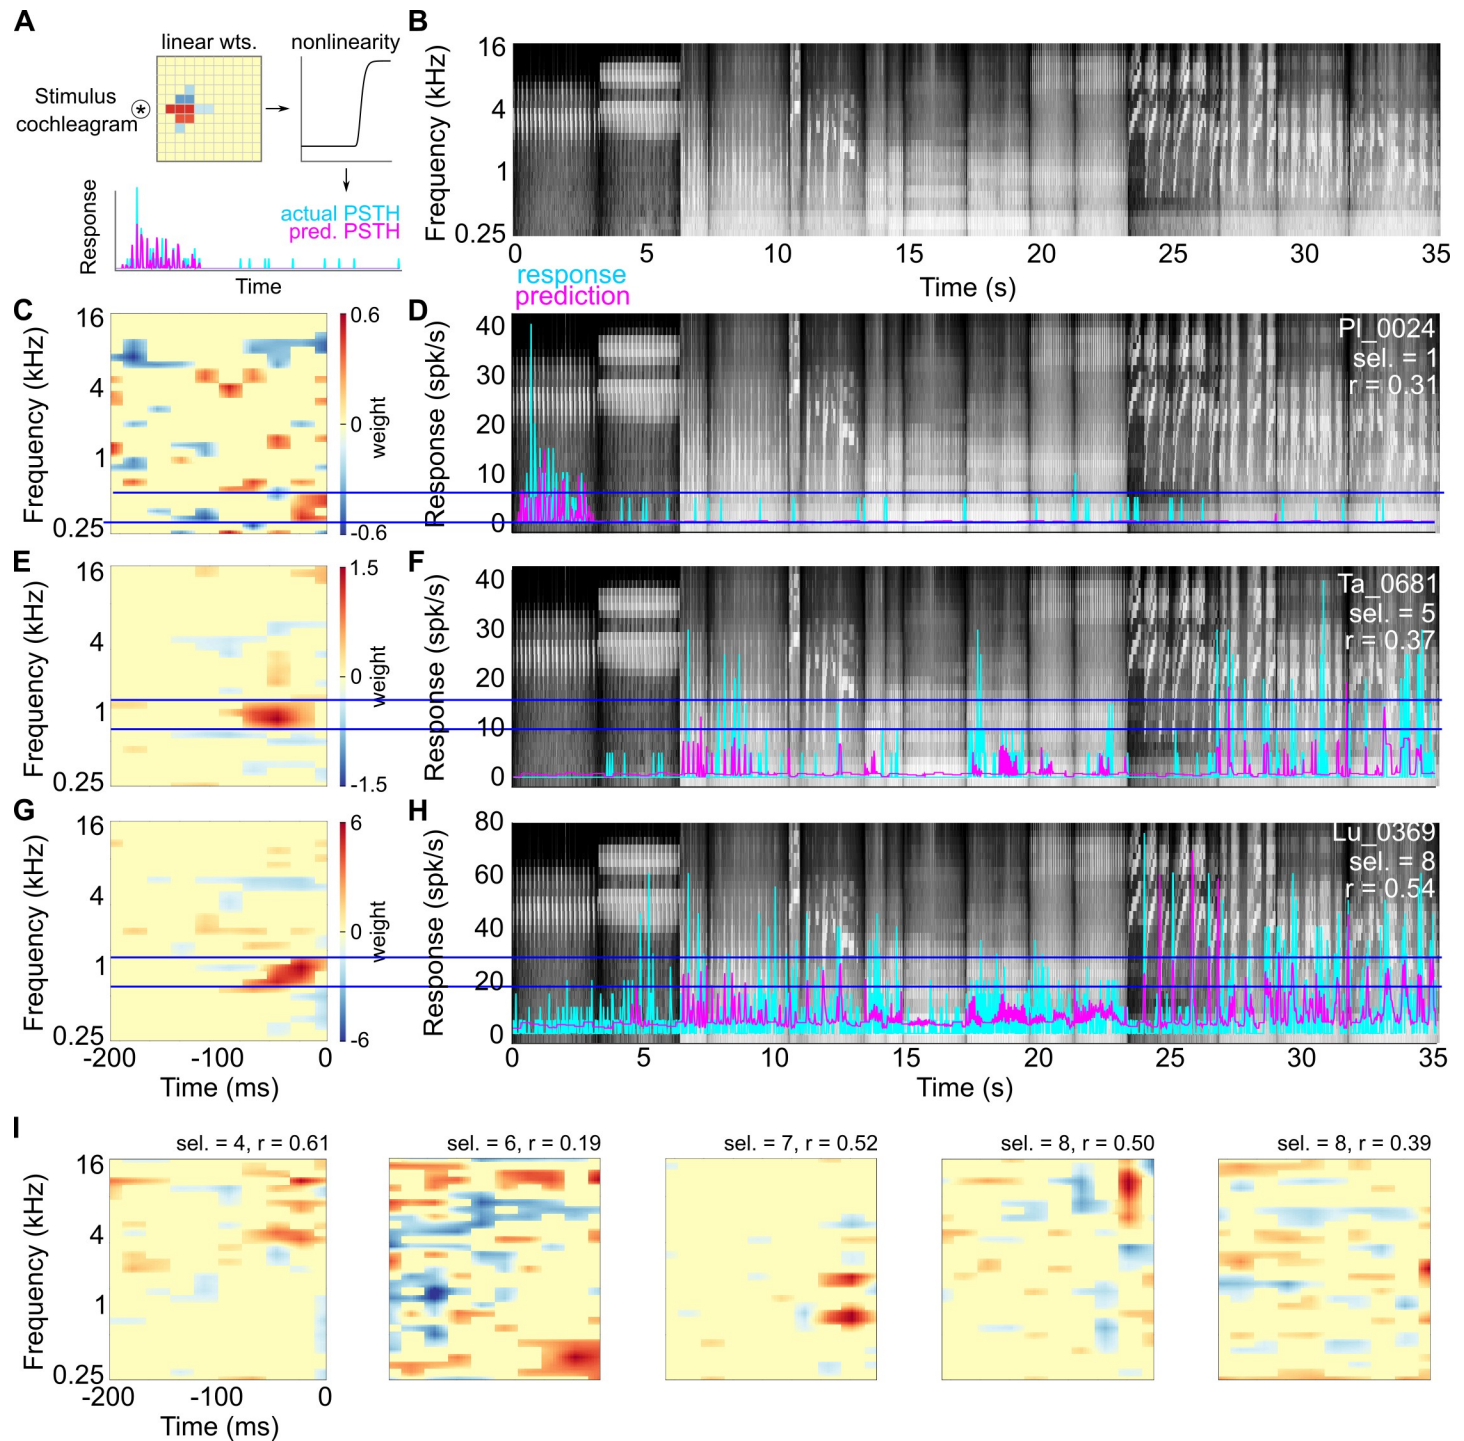 A
linear wts.
nonlinearity
Stimulus
cochleagram
*
Response
actual PSTH
pred. PSTH
Time
B
Frequency (kHz)
16
4
1
0.25
0 5 10 15 20 25 30 35
Time (s)
response
prediction
C
Frequency (kHz)
16
4
1
0.25
0.6
0
-0.6
weight
D
Response (spk/s)
40
30
20
10
0
Pl_0024
sel. = 1
r = 0.31
E
Frequency (kHz)
16
4
1
0.25
1.5
0
-1.5
weight
F
Response (spk/s)
40
30
20
10
0
Ta_0681
sel. = 5
r = 0.37
G
Frequency (kHz)
16
4
1
0.25
-200 -100 0
Time (ms)
6
0
-6
weight
H
Response (spk/s)
80
60
40
20
0
Lu_0369
sel. = 8
r = 0.54
0 5 10 15 20 25 30 35
Time (s)
I
sel. = 4, r = 0.61
sel. = 6, r = 0.19
sel. = 7, r = 0.52
sel. = 8, r = 0.50
sel. = 8, r = 0.39
Frequency (kHz)
16
4
1
0.25
-200 -100 0
Time (ms)